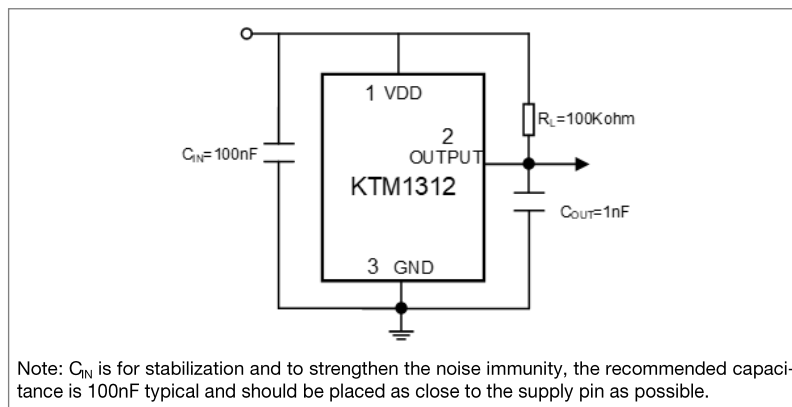 1 VDD
R_L=100Kohm
2
OUTPUT
C_IN=100nF
KTM1312
C_OUT=1nF
3 GND
Note: C_IN is for stabilization and to strengthen the noise immunity, the recommended capaci-
tance is 100nF typical and should be placed as close to the supply pin as possible.